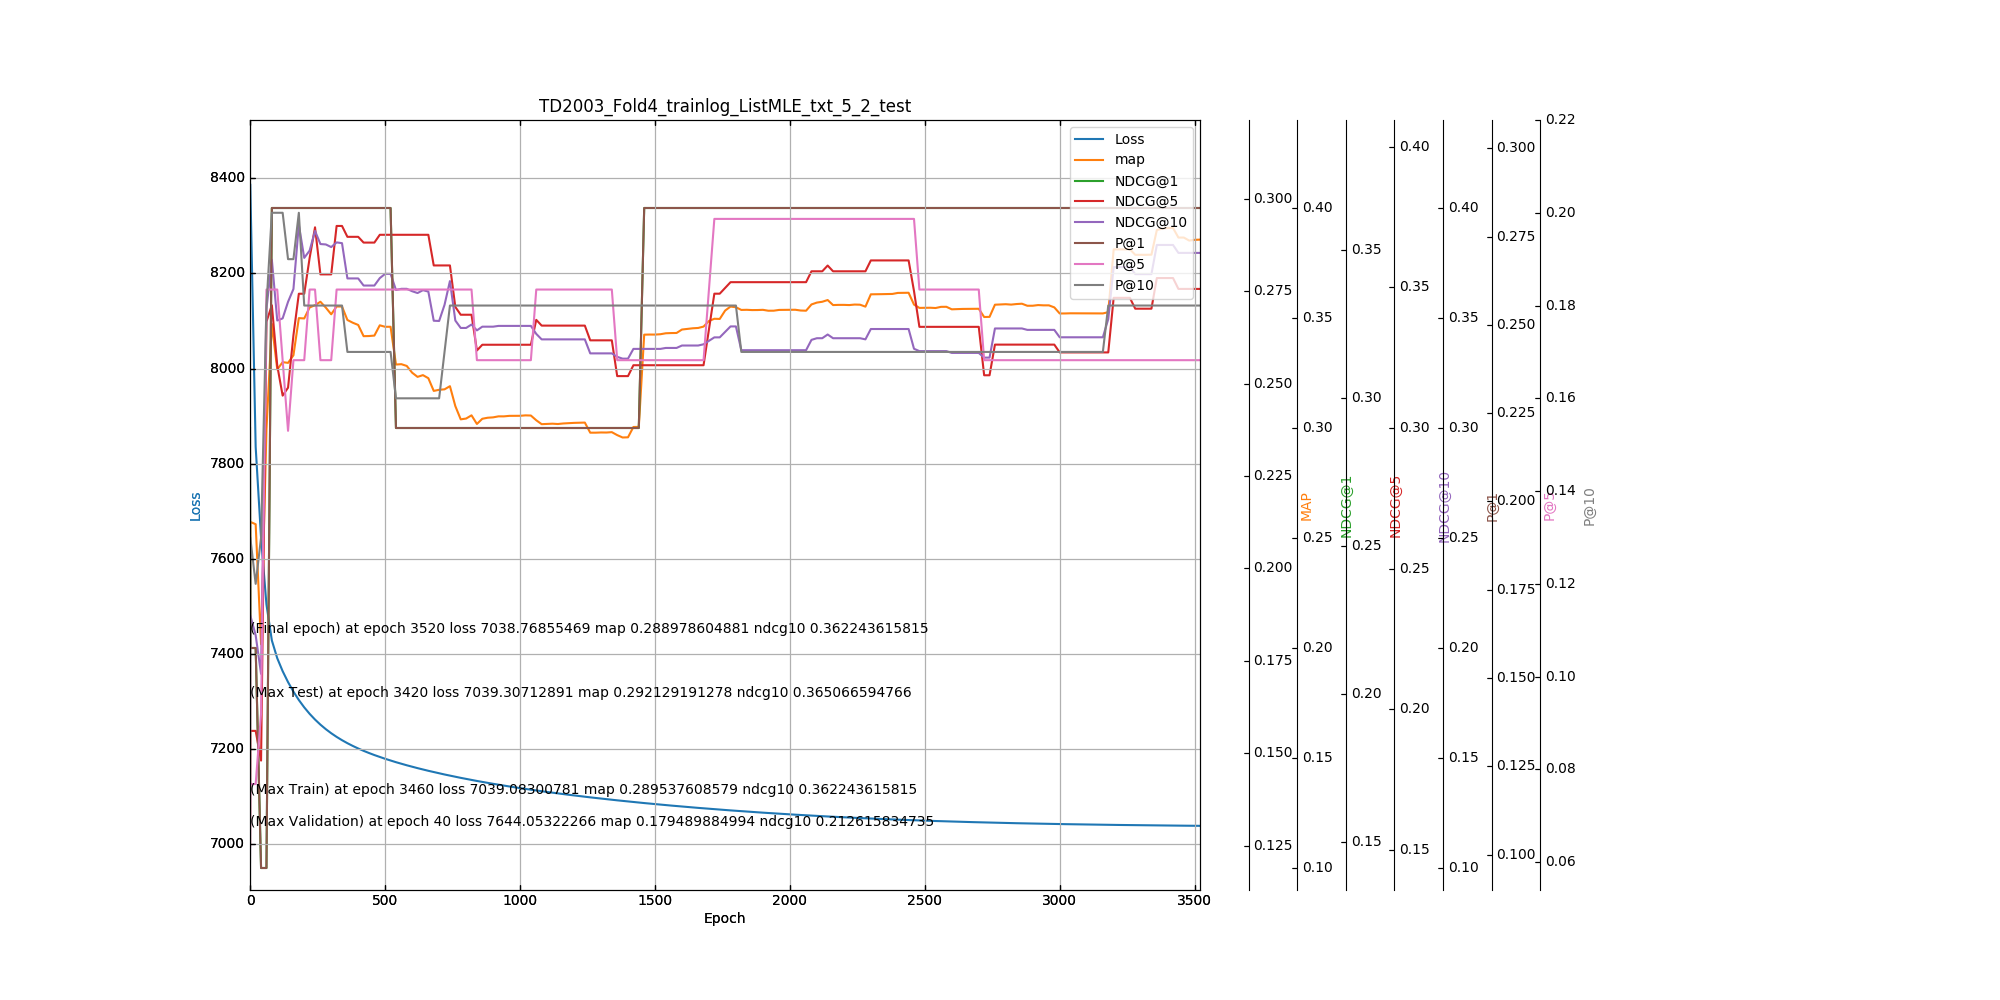 TD2003_Fold4_trainlog_ListMLE_txt_5_2_test
Loss
map
NDCG@1
NDCG@5
NDCG@10
P@1
P@5
P@10
8400
8200
8000
7800
7600
7400
7200
7000
Loss
(Final epoch) at epoch 3520 loss 7038.76855469 map 0.288978604881 ndcg10 0.362243615815
(Max Test) at epoch 3420 loss 7039.30712891 map 0.292129191278 ndcg10 0.365066594766
(Max Train) at epoch 3460 loss 7039.08300781 map 0.289537608579 ndcg10 0.362243615815
(Max Validation) at epoch 40 loss 7644.05322266 map 0.179489884994 ndcg10 0.212615834735
0 500 1000 1500 2000 2500 3000 3500
Epoch
0.300
0.275
0.250
0.225
0.200
0.175
0.150
0.125
MAP
0.40
0.35
0.30
0.25
0.20
0.15
0.10
NDCG@1
0.35
0.30
0.25
0.20
0.15
NDCG@5
0.40
0.35
0.30
0.25
0.20
0.15
NDCG@10
0.40
0.35
0.30
0.25
0.20
0.15
0.10
P@1
0.300
0.275
0.250
0.225
0.200
0.175
0.150
0.125
0.100
P@5
0.22
0.20
0.18
0.16
0.14
0.12
0.10
0.08
0.06
P@10